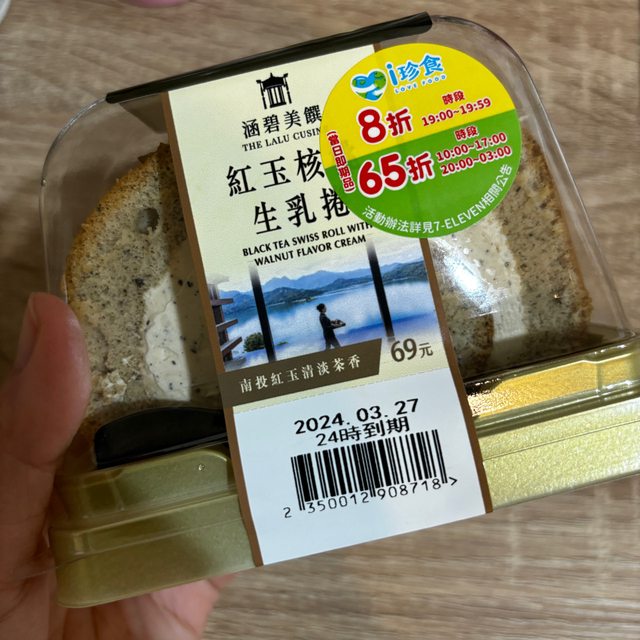 涵碧美饌
THE LALU CUISIN
紅玉核
生乳捲
BLACK TEA SWISS ROLL WITH
WALNUT FLAVOR CREAM
南投紅玉清淡茶香
69元
2024.03.27
24時到期
2 350012 908718 >
i珍食
LOVE FOOD
(當日即期品)
8折
時段
19:00~19:59
65折
時段
10:00~17:00
20:00~03:00
活動辦法詳見7-ELEVEN相關公告